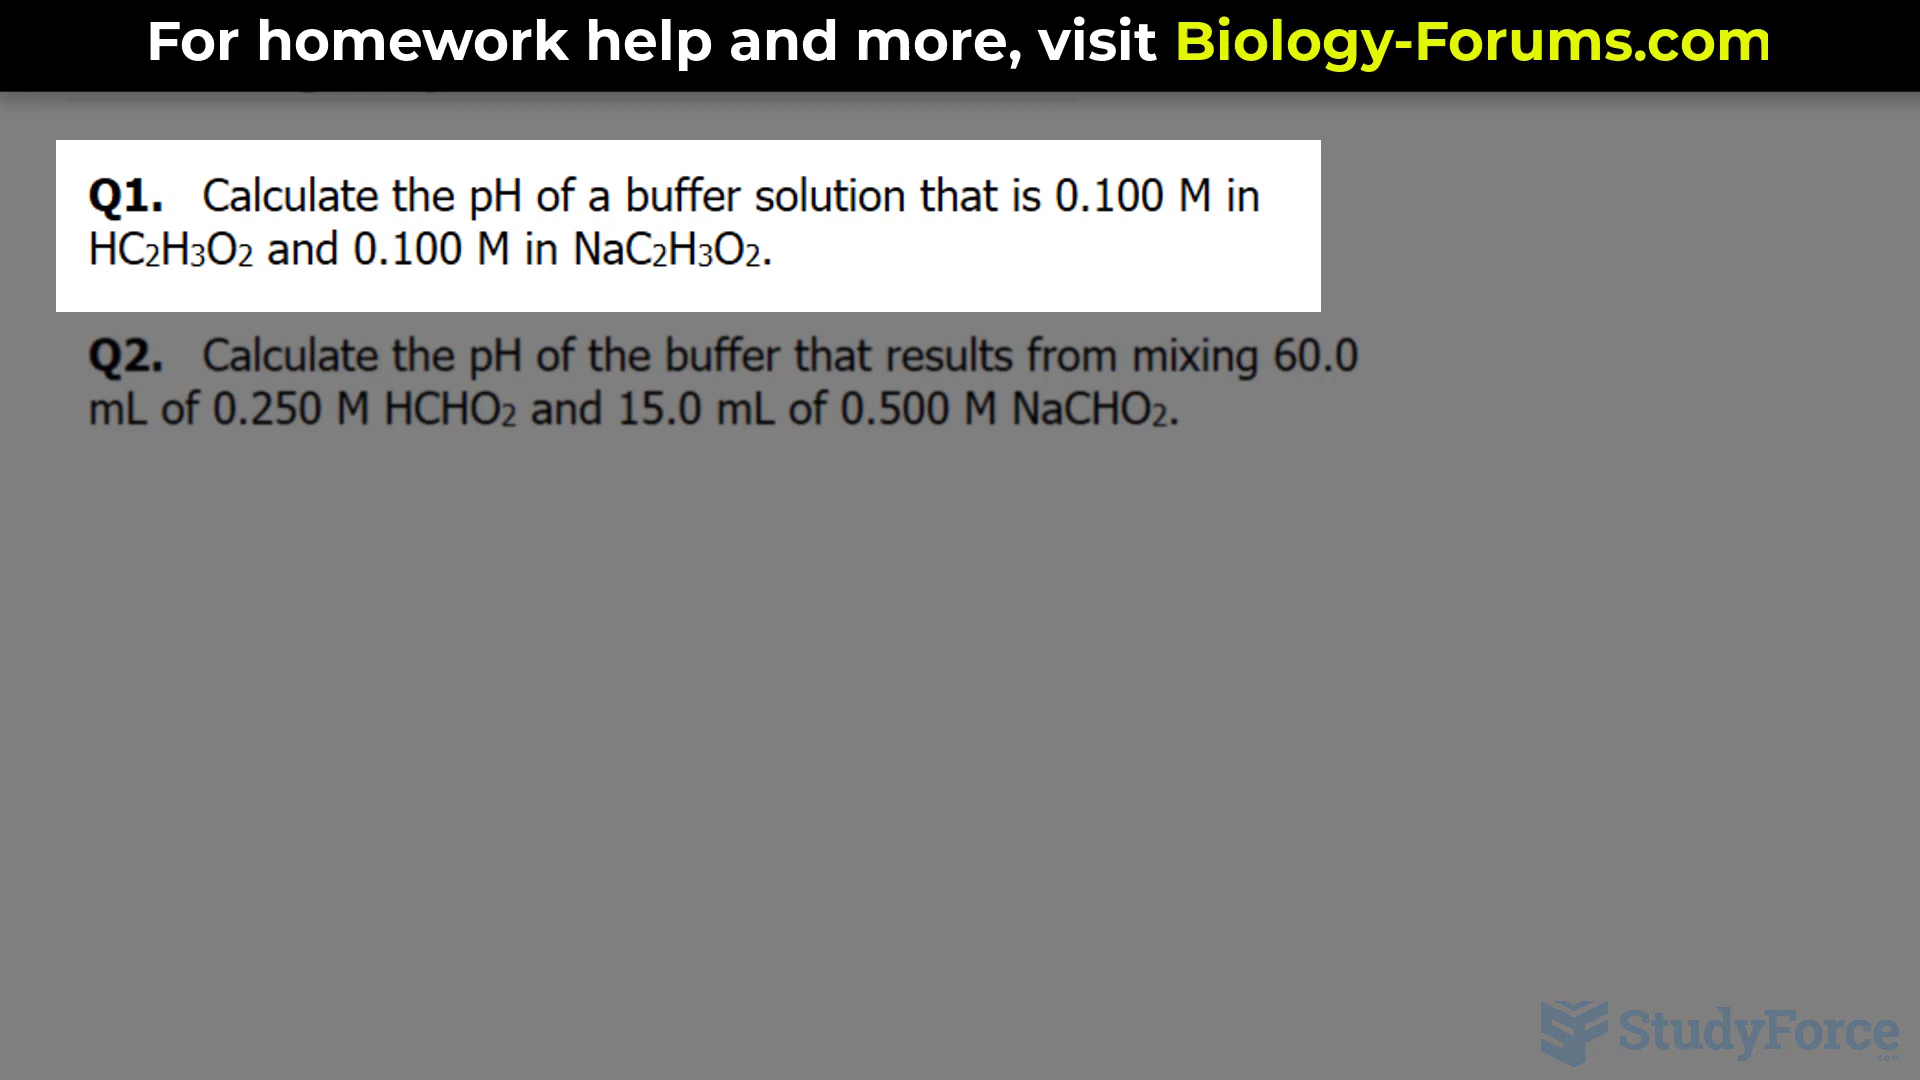 For homework help and more, visit Biology-Forums.com
Q1. Calculate the pH of a buffer solution that is 0.100 M in
HC2H3O2 and 0.100 M in NaC2H3O2.
Q2. Calculate the pH of the buffer that results from mixing 60.0
mL of 0.250 M HCHO2 and 15.0 mL of 0.500 M NaCHO2.
StudyForce
.COM